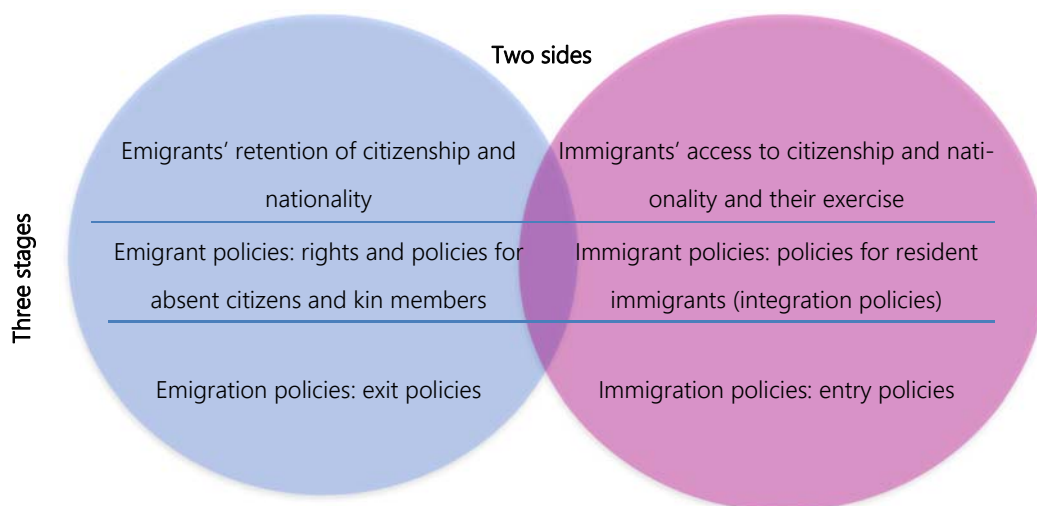 Two sides
Three stages
Emigrants’ retention of citizenship and
nationality
Immigrants’ access to citizenship and nati-
onality and their exercise
Emigrant policies: rights and policies for
absent citizens and kin members
Immigrant policies: policies for resident
immigrants (integration policies)
Emigration policies: exit policies
Immigration policies: entry policies